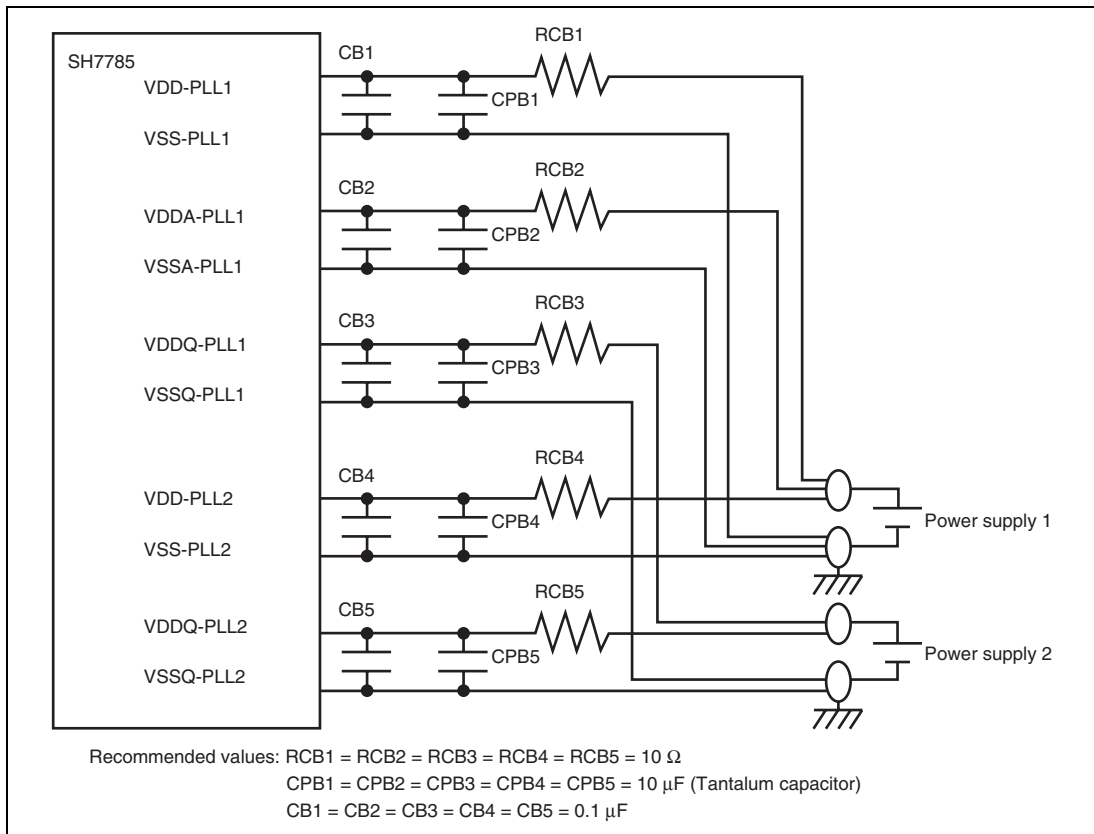 SH7785
CB1
RCB1
VDD-PLL1
CPB1
VSS-PLL1
CB2
RCB2
VDDA-PLL1
CPB2
VSSA-PLL1
CB3
RCB3
VDDQ-PLL1
CPB3
VSSQ-PLL1
CB4
RCB4
VDD-PLL2
CPB4
Power supply 1
VSS-PLL2
CB5
RCB5
VDDQ-PLL2
CPB5
Power supply 2
VSSQ-PLL2
Recommended values: RCB1 = RCB2 = RCB3 = RCB4 = RCB5 = 10 Ω
CPB1 = CPB2 = CPB3 = CPB4 = CPB5 = 10 μF (Tantalum capacitor)
CB1 = CB2 = CB3 = CB4 = CB5 = 0.1 μF